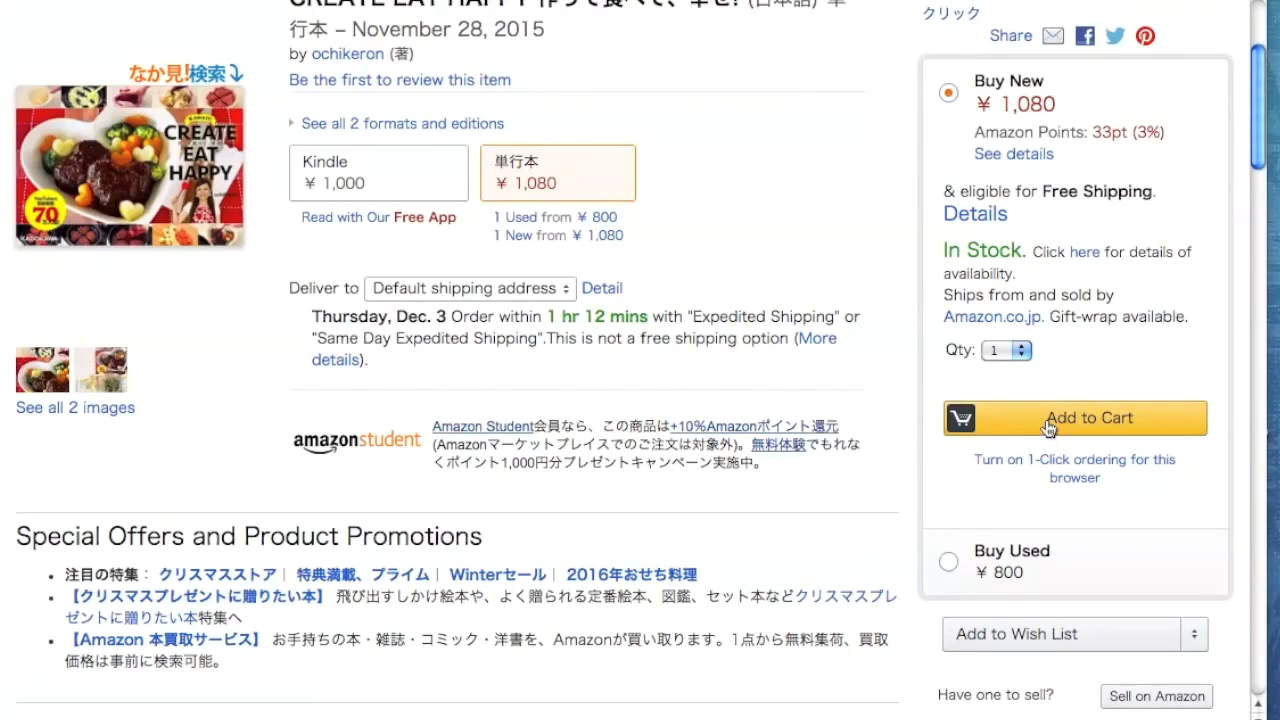 CREATE EAT HAPPY 作って食べて、幸せ! (日本語) 単
行本 – November 28, 2015
by ochikeron (著)
Be the first to review this item
なか見!検索
CREATE
EAT
HAPPY
70
KADOKAWA
See all 2 images
See all 2 formats and editions
Kindle
¥ 1,000
Read with Our Free App
単行本
¥ 1,080
1 Used from ¥ 800
1 New from ¥ 1,080
Deliver to Default shipping address Detail
Thursday, Dec. 3 Order within 1 hr 12 mins with "Expedited Shipping" or
"Same Day Expedited Shipping".This is not a free shipping option (More
details).
amazonstudent
Amazon Student会員なら、この商品は+10%Amazonポイント還元
(Amazonマーケットプレイスでのご注文は対象外)。無料体験でもれな
くポイント1,000円分プレゼントキャンペーン実施中。
Special Offers and Product Promotions
• 注目の特集： クリスマスストア | 特典満載、プライム | Winterセール | 2016年おせち料理
• 【クリスマスプレゼントに贈りたい本】 飛び出すしかけ絵本や、よく贈られる定番絵本、図鑑、セット本などクリスマスプレ
ゼントに贈りたい本特集へ
• 【Amazon 本買取サービス】 お手持ちの本・雑誌・コミック・洋書を、Amazonが買い取ります。1点から無料集荷、買取
価格は事前に検索可能。
クリック
Share
Buy New
¥ 1,080
Amazon Points: 33pt (3%)
See details
& eligible for Free Shipping.
Details
In Stock. Click here for details of
availability.
Ships from and sold by
Amazon.co.jp. Gift-wrap available.
Qty: 1
Add to Cart
Turn on 1-Click ordering for this
browser
Buy Used
¥ 800
Add to Wish List
Have one to sell? Sell on Amazon